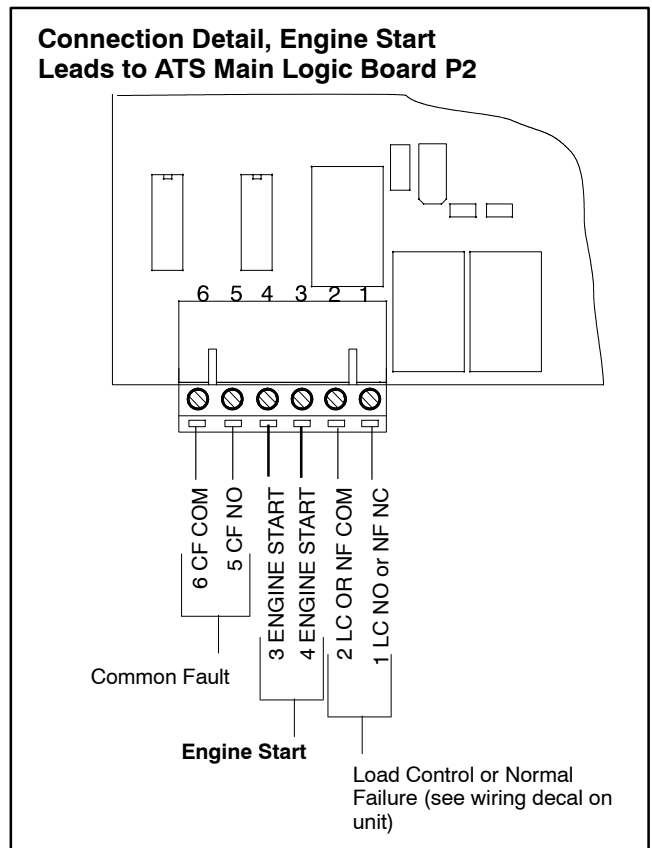 Connection Detail, Engine Start
Leads to ATS Main Logic Board P2
6 5 4 3 2 1
6 CF COM
5 CF NO
3 ENGINE START
4 ENGINE START
2 LC OR NF COM
1 LC NO or NF NC
Common Fault
Engine Start
Load Control or Normal
Failure (see wiring decal on
unit)